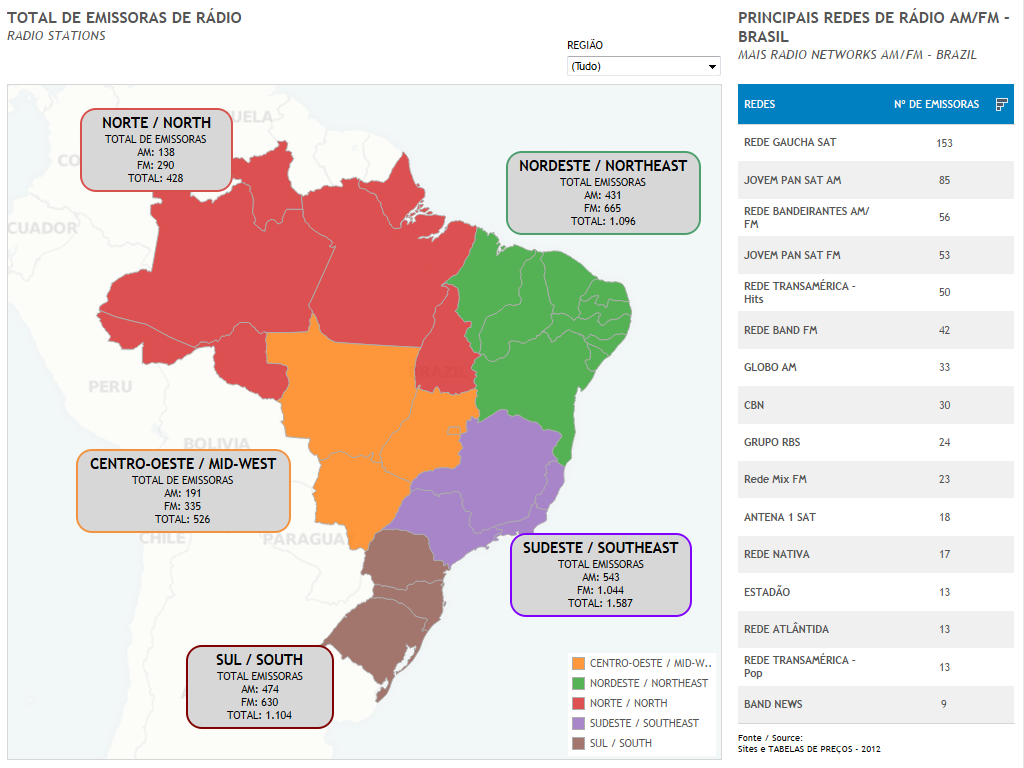 TOTAL DE EMISSORAS DE RÁDIO
RADIO STATIONS
REGIÃO
(Tudo)
NORTE / NORTH
TOTAL DE EMISSORAS
AM: 138
FM: 290
TOTAL: 428
NORDESTE / NORTHEAST
TOTAL EMISSORAS
AM: 431
FM: 665
TOTAL: 1.096
CENTRO-OESTE / MID-WEST
TOTAL DE EMISSORAS
AM: 191
FM: 335
TOTAL: 526
SUDESTE / SOUTHEAST
TOTAL EMISSORAS
AM: 543
FM: 1.044
TOTAL: 1.587
SUL / SOUTH
TOTAL EMISSORAS
AM: 474
FM: 630
TOTAL: 1.104
UELA
CO
CUADOR
PERU
BRAZIL
BOLIVIA
CHILE
PARAGUA
CENTRO-OESTE / MID-W..
NORDESTE / NORTHEAST
NORTE / NORTH
SUDESTE / SOUTHEAST
SUL / SOUTH
PRINCIPAIS REDES DE RÁDIO AM/FM -
BRASIL
MAIS RADIO NETWORKS AM/FM - BRAZIL
REDES Nº DE EMISSORAS
REDE GAUCHA SAT 153
JOVEM PAN SAT AM 85
REDE BANDEIRANTES AM/
FM 56
JOVEM PAN SAT FM 53
REDE TRANSAMÉRICA -
Hits 50
REDE BAND FM 42
GLOBO AM 33
CBN 30
GRUPO RBS 24
Rede Mix FM 23
ANTENA 1 SAT 18
REDE NATIVA 17
ESTADÃO 13
REDE ATLÂNTIDA 13
REDE TRANSAMÉRICA -
Pop 13
BAND NEWS 9
Fonte / Source:
Sites e TABELAS DE PREÇOS - 2012